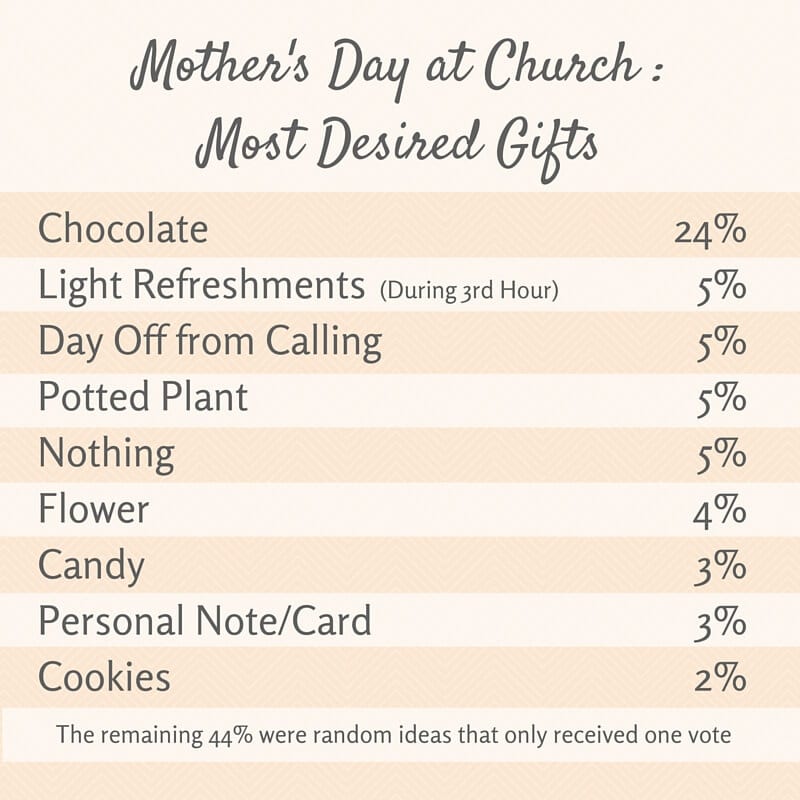 Mother's Day at Church :
Most Desired Gifts
Chocolate 24%
Light Refreshments (During 3rd Hour) 5%
Day Off from Calling 5%
Potted Plant 5%
Nothing 5%
Flower 4%
Candy 3%
Personal Note/Card 3%
Cookies 2%
The remaining 44% were random ideas that only received one vote